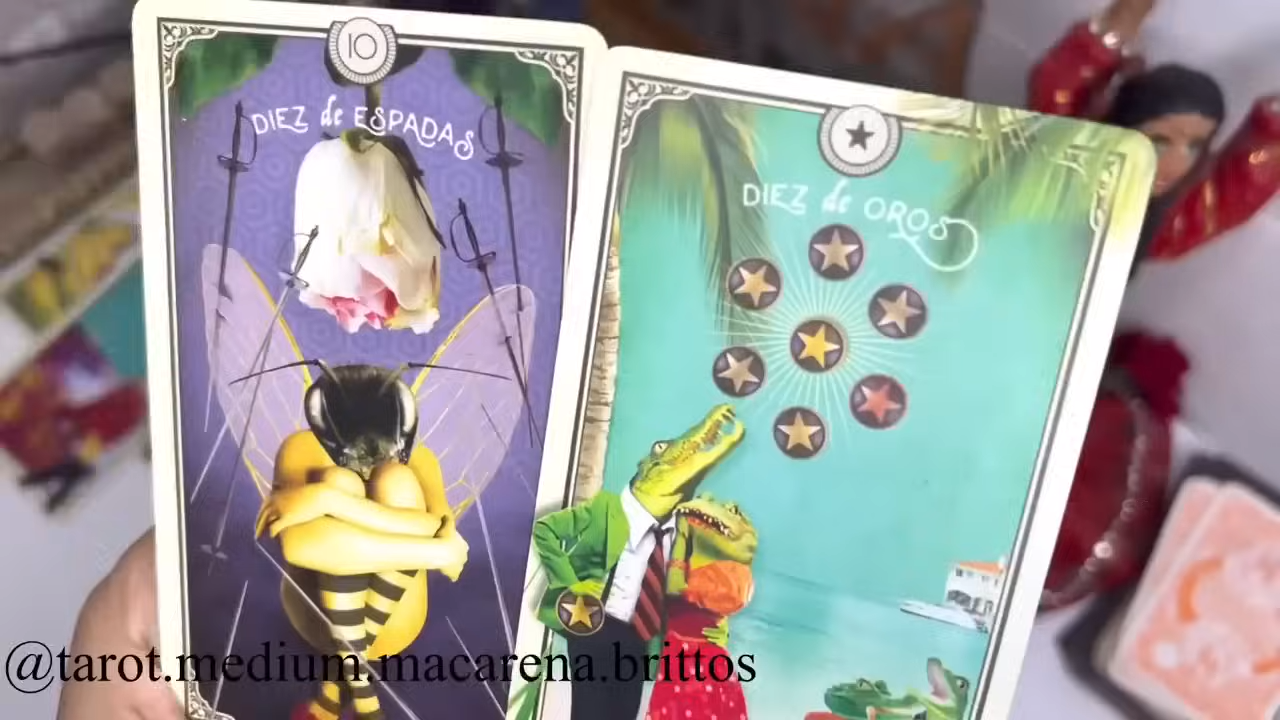 10
DIEZ de ESPADAS
DIEZ de OROS
@tarot.medium.macarena.brittos